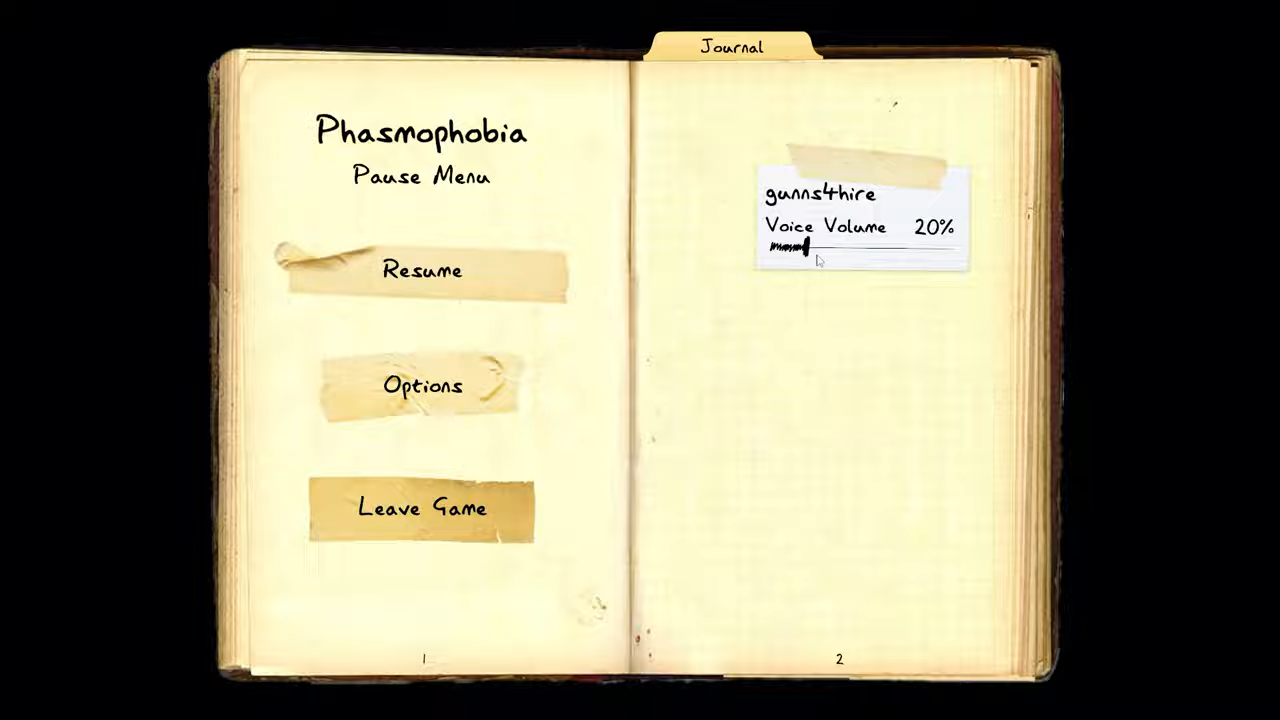 Journal
Phasmophobia
Pause Menu
Resume
Options
Leave Game
1
gunns4hire
Voice Volume 20%
2